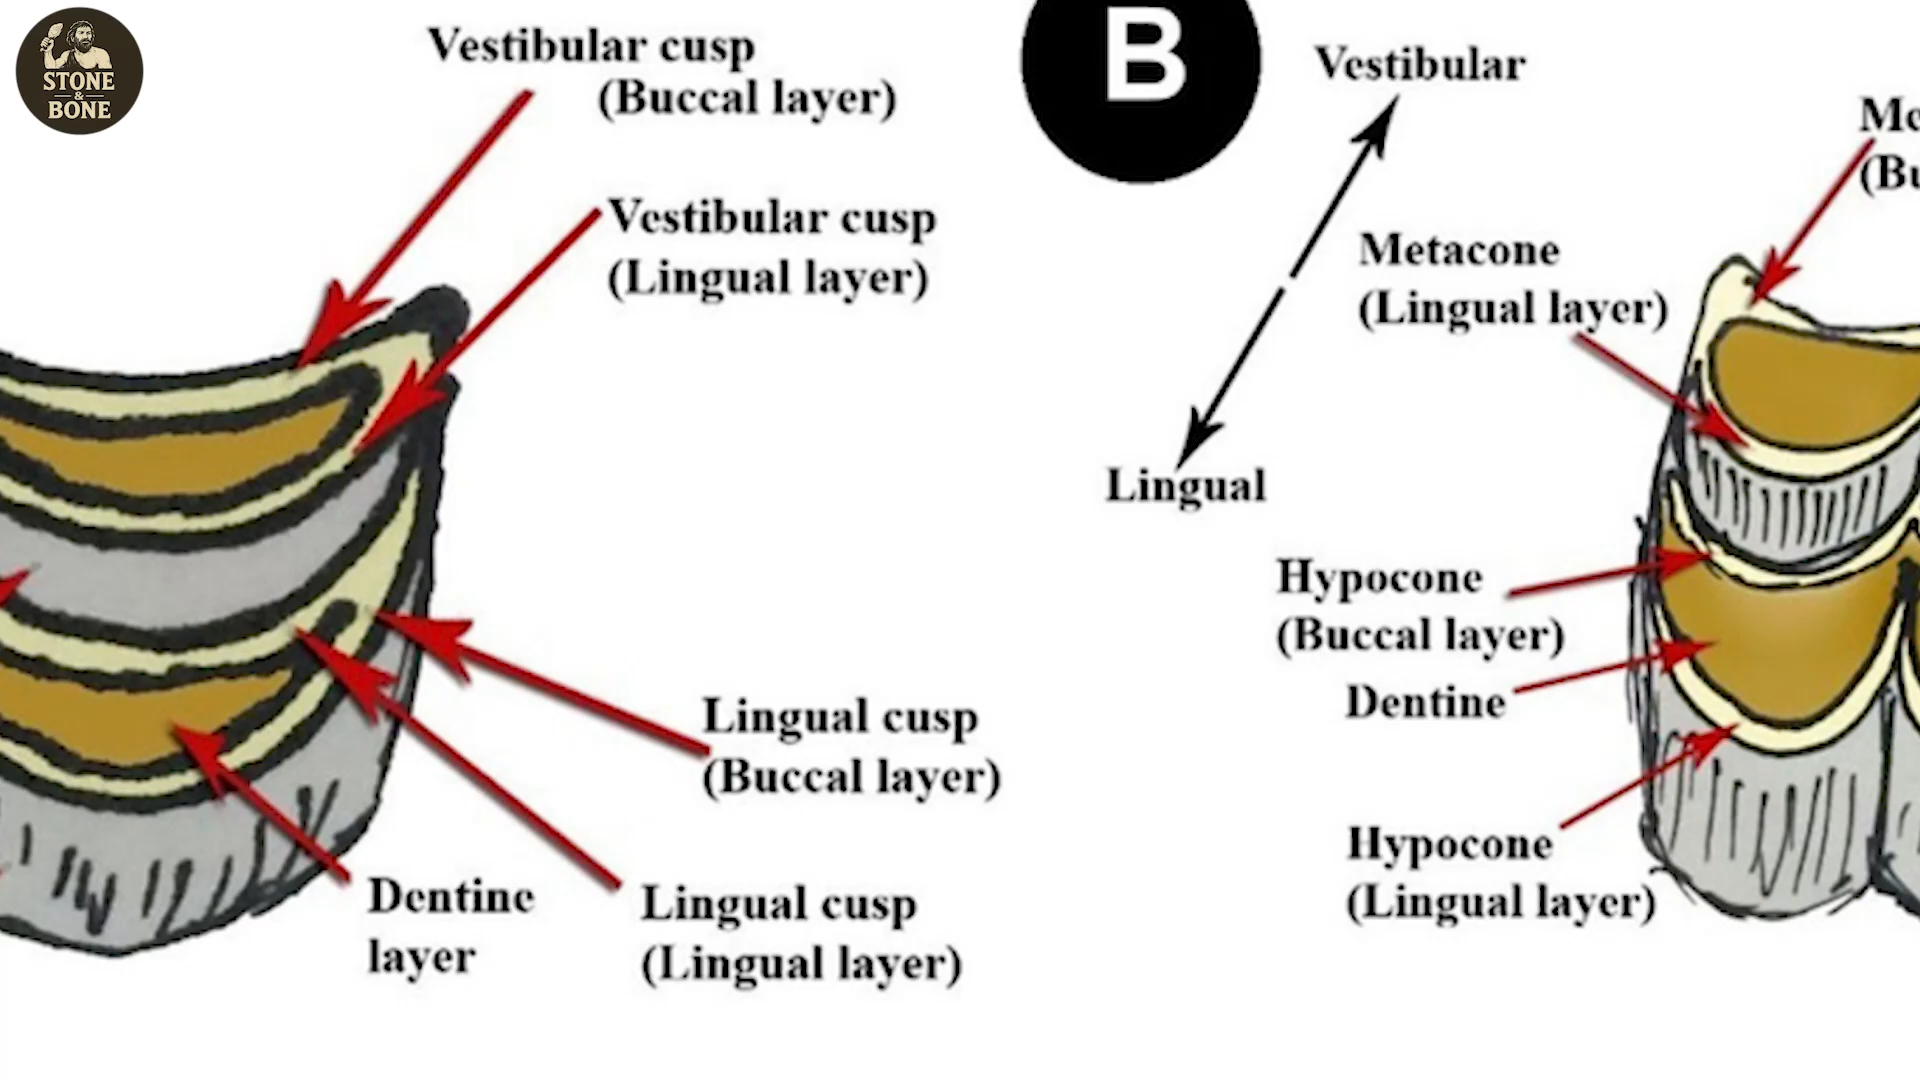 STONE
&
BONE
Vestibular cusp
(Buccal layer)
Vestibular cusp
(Lingual layer)
Lingual cusp
(Buccal layer)
Dentine
layer
Lingual cusp
(Lingual layer)
B
Vestibular
Lingual
Metacone
(Lingual layer)
Hypocone
(Buccal layer)
Dentine
Hypocone
(Lingual layer)